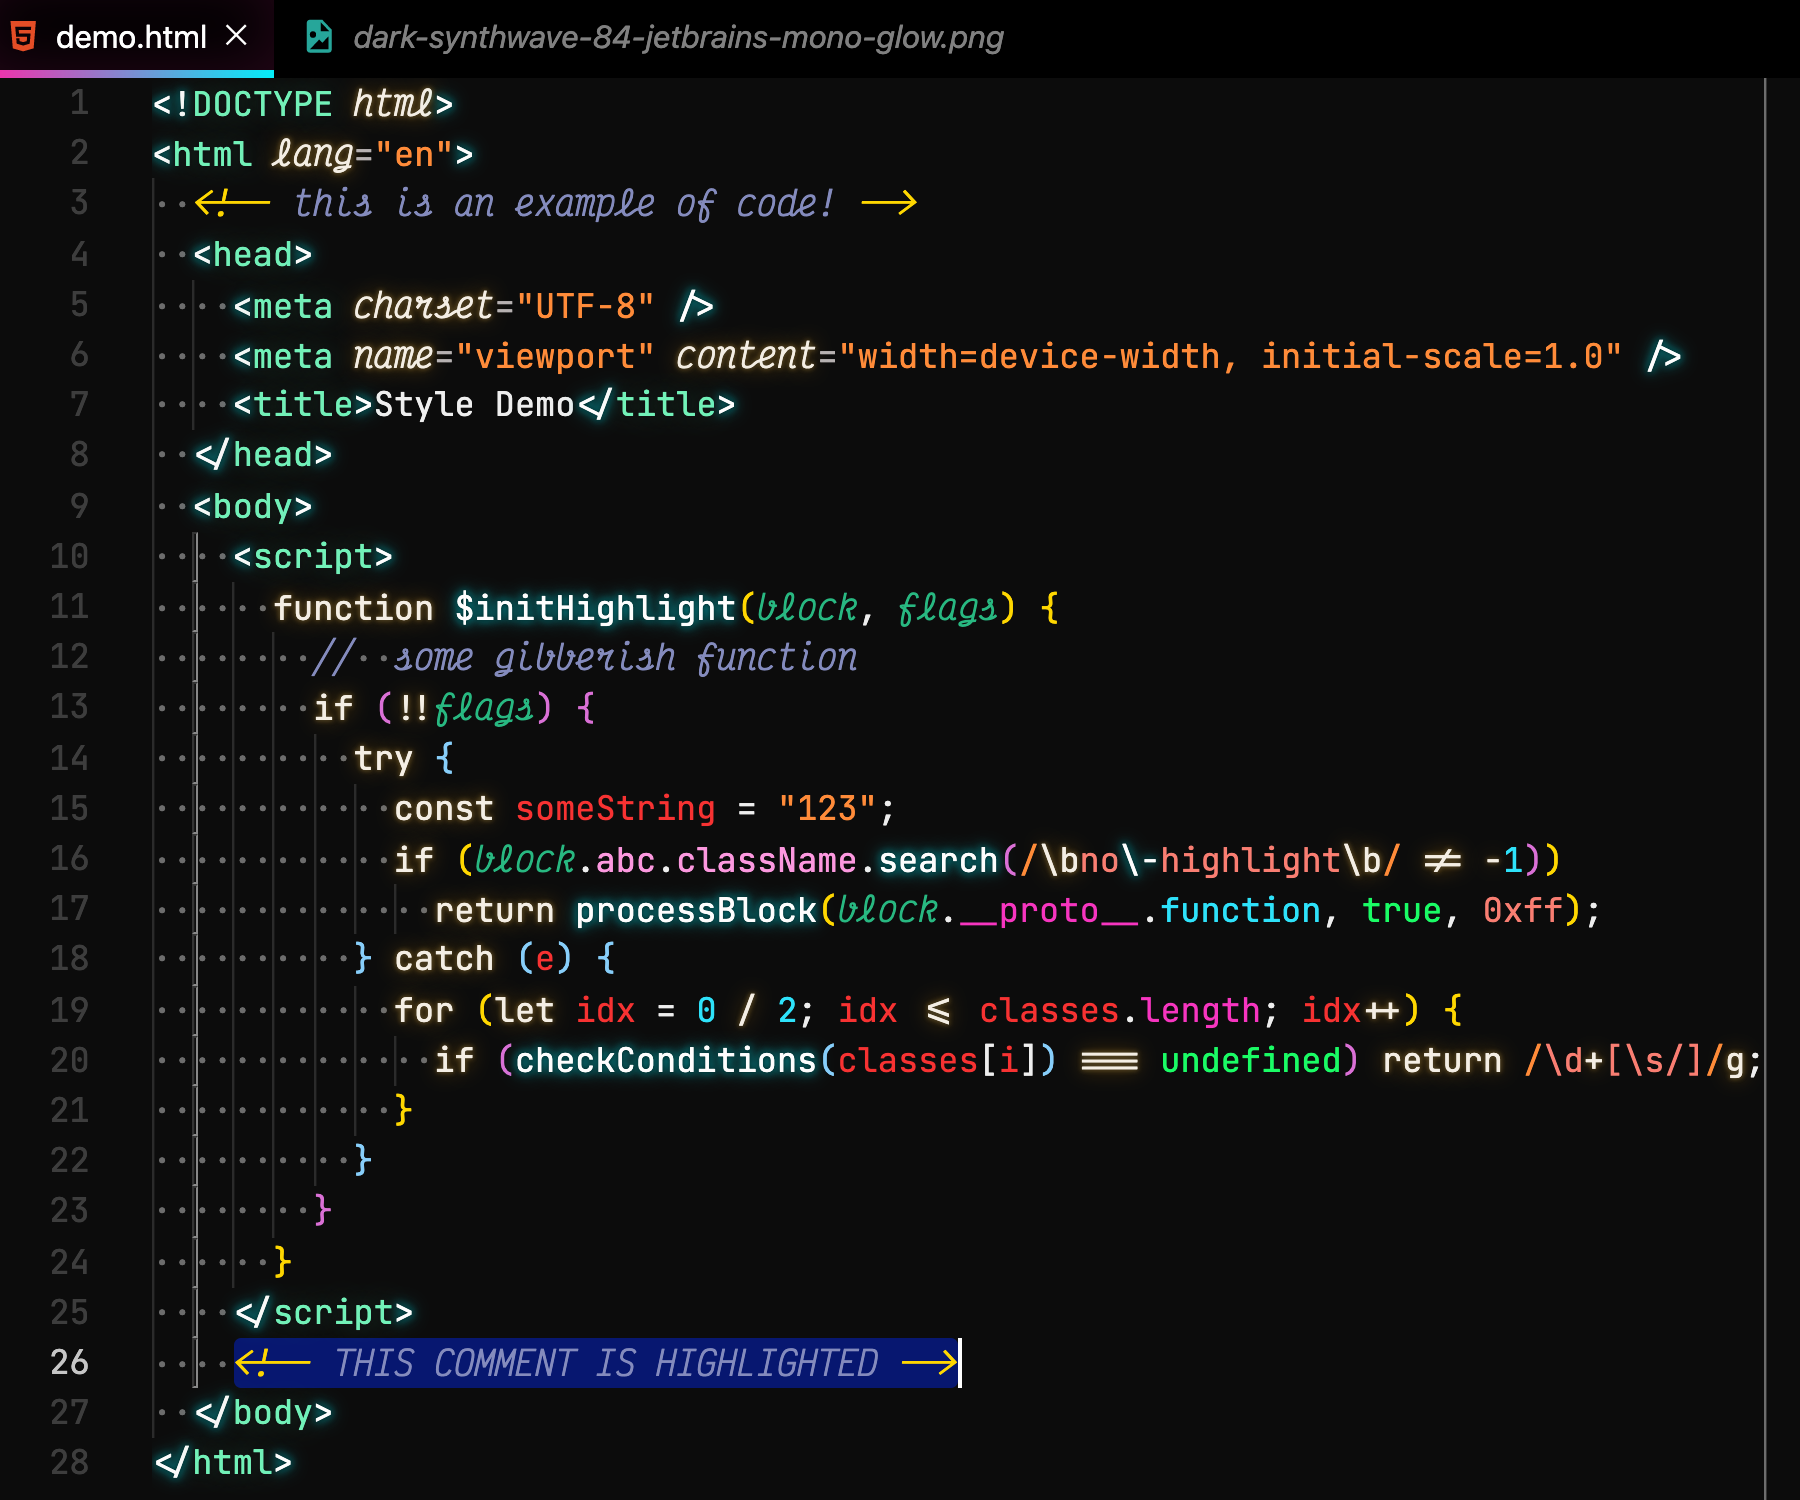 demo.html × dark-synthwave-84-jetbrains-mono-glow.png
1 <!DOCTYPE html>
2 <html lang="en">
3 <!-- this is an example of code! -->
4 <head>
5 <meta charset="UTF-8" />
6 <meta name="viewport" content="width=device-width, initial-scale=1.0" />
7 <title>Style Demo</title>
8 </head>
9 <body>
10 <script>
11 function $initHighlight(block, flags) {
12 // some gibberish function
13 if (!!flags) {
14 try {
15 const someString = "123";
16 if (block.abc.className.search(/\bno\-highlight\b/ != -1))
17 return processBlock(block.__proto__.function, true, 0xff);
18 } catch (e) {
19 for (let idx = 0 / 2; idx <= classes.length; idx++) {
20 if (checkConditions(classes[i]) === undefined) return /\d+[\s/]/g;
21 }
22 }
23 }
24 }
25 </script>
26 <!-- THIS COMMENT IS HIGHLIGHTED -->
27 </body>
28 </html>